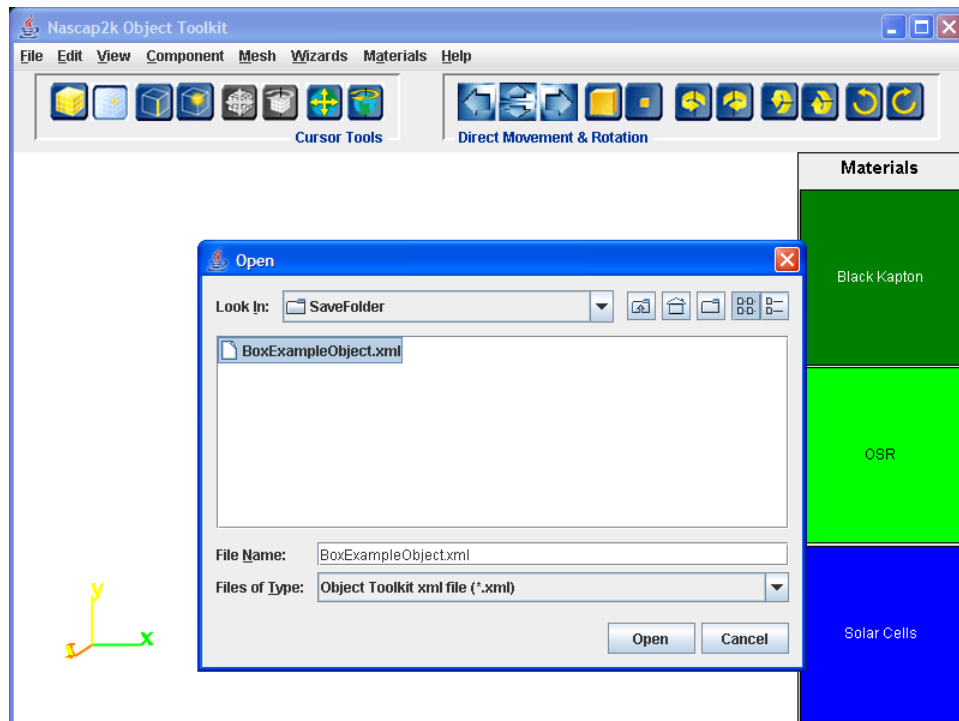 Nascap2k Object Toolkit
File Edit View Component Mesh Wizards Materials Help
Cursor Tools
Direct Movement & Rotation
Materials
Black Kapton
OSR
Solar Cells
Open
Look In: SaveFolder
BoxExampleObject.xml
File Name: BoxExampleObject.xml
Files of Type: Object Toolkit xml file (*.xml)
Open Cancel
y
x